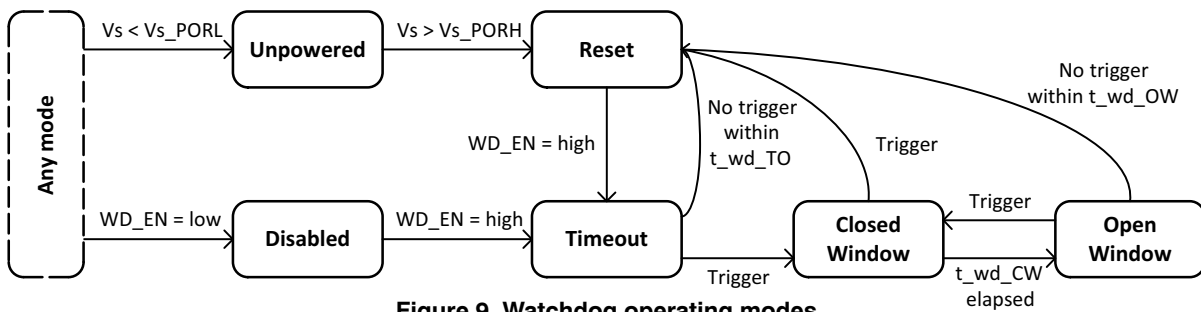 Vs < Vs_PORL
Vs > Vs_PORH
Unpowered
Reset
No trigger
within t_wd_OW
No trigger
within
t_wd_TO
Any mode
WD_EN = high
Trigger
WD_EN = low
WD_EN = high
Disabled
Timeout
Closed
Window
Trigger
Open
Window
Trigger
t_wd_CW
elapsed
Figure 9. Watchdog operating modes